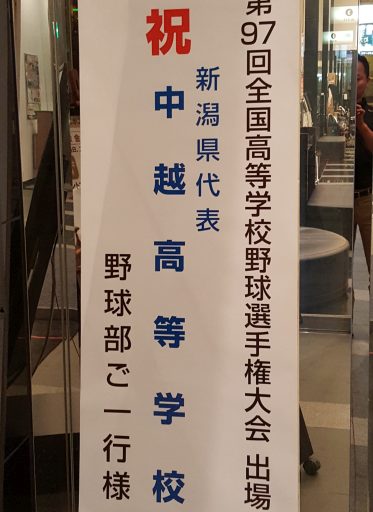 第97回全国高等学校野球選手権大会 出場
新潟県代表
祝 中越高等学校
野球部ご一行様